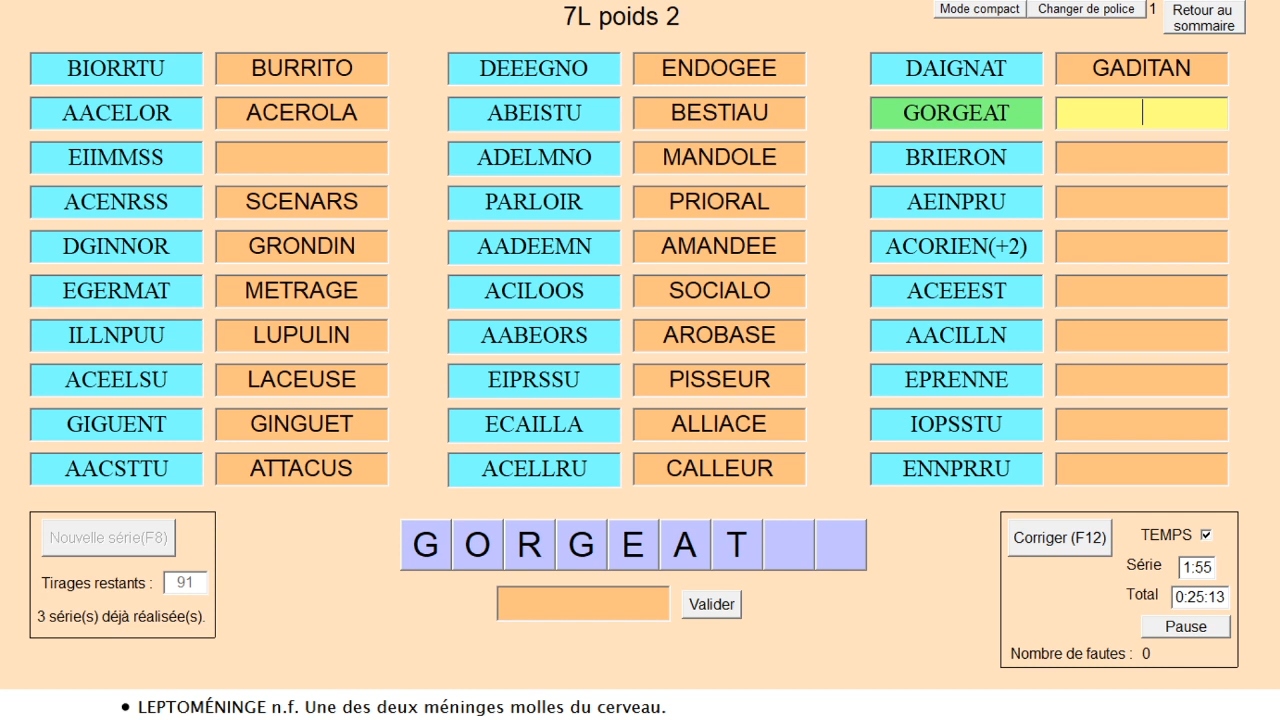 7L poids 2
Mode compact Changer de police 1 Retour au
sommaire
BIORRTU BURRITO DEEEGNO ENDOGEE DAIGNAT GADITAN
AACELOR ACEROLA ABEISTU BESTIAU GORGEAT
EIIMMSS ADELMNO MANDOLE BRIERON
ACENRSS SCENARS PARLOIR PRIORAL AEINPRU
DGINNOR GRONDIN AADEEMN AMANDEE ACORIEN(+2)
EGERMAT METRAGE ACILOOS SOCIALO ACEEEST
ILLNPUU LUPULIN AABEORS AROBASE AACILLN
ACEELSU LACEUSE EIPRSSU PISSEUR EPRENNE
GIGUENT GINGUET ECAILLA ALLIACE IOPSSTU
AACSTTU ATTACUS ACELLRU CALLEUR ENNPRRU
Nouvelle série(F8)
Tirages restants : 91
3 série(s) déjà réalisée(s).
G O R G E A T
Valider
Corriger (F12) TEMPS
Série 1:55
Total 0:25:13
Pause
Nombre de fautes : 0
• LEPTOMÉNINGE n.f. Une des deux méninges molles du cerveau.